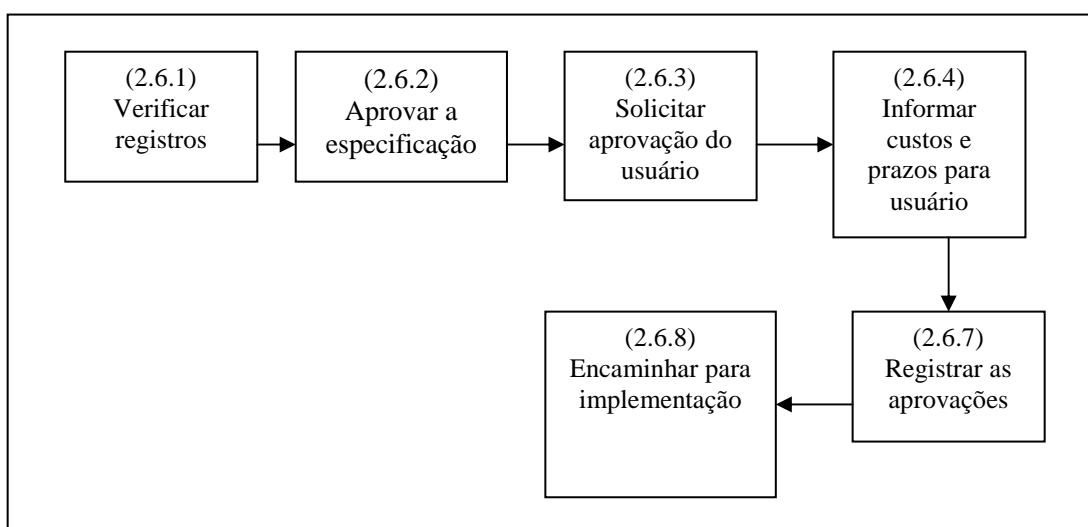 (2.6.1)
Verificar
registros
(2.6.2)
Aprovar a
especificação
(2.6.3)
Solicitar
aprovação do
usuário
(2.6.4)
Informar
custos e
prazos para
usuário
(2.6.7)
Registrar as
aprovações
(2.6.8)
Encaminhar para
implementação